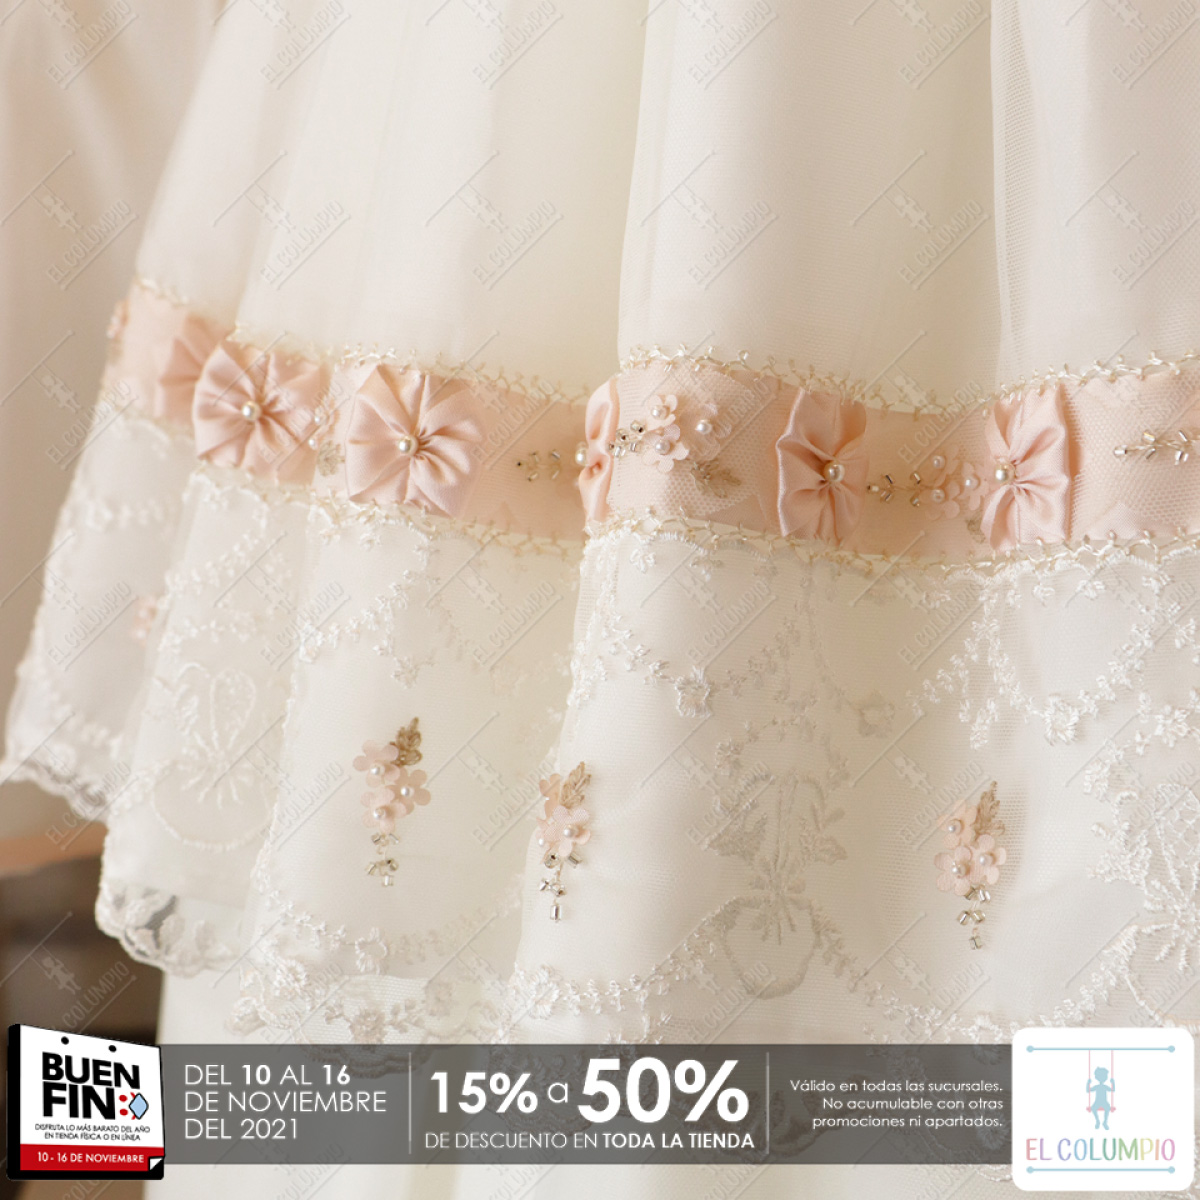 BUEN
FIN
DISFRUTA LO MÁS BARATO DEL AÑO
EN TIENDA FÍSICA O EN LÍNEA
10 - 16 DE NOVIEMBRE
DEL 10 AL 16
DE NOVIEMBRE
DEL 2021
15% a 50%
DE DESCUENTO EN TODA LA TIENDA
Válido en todas las sucursales.
No acumulable con otras
promociones ni apartados.
EL COLUMPIO